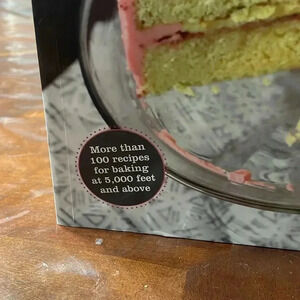 More than
100 recipes
for baking
at 5,000 feet
and above